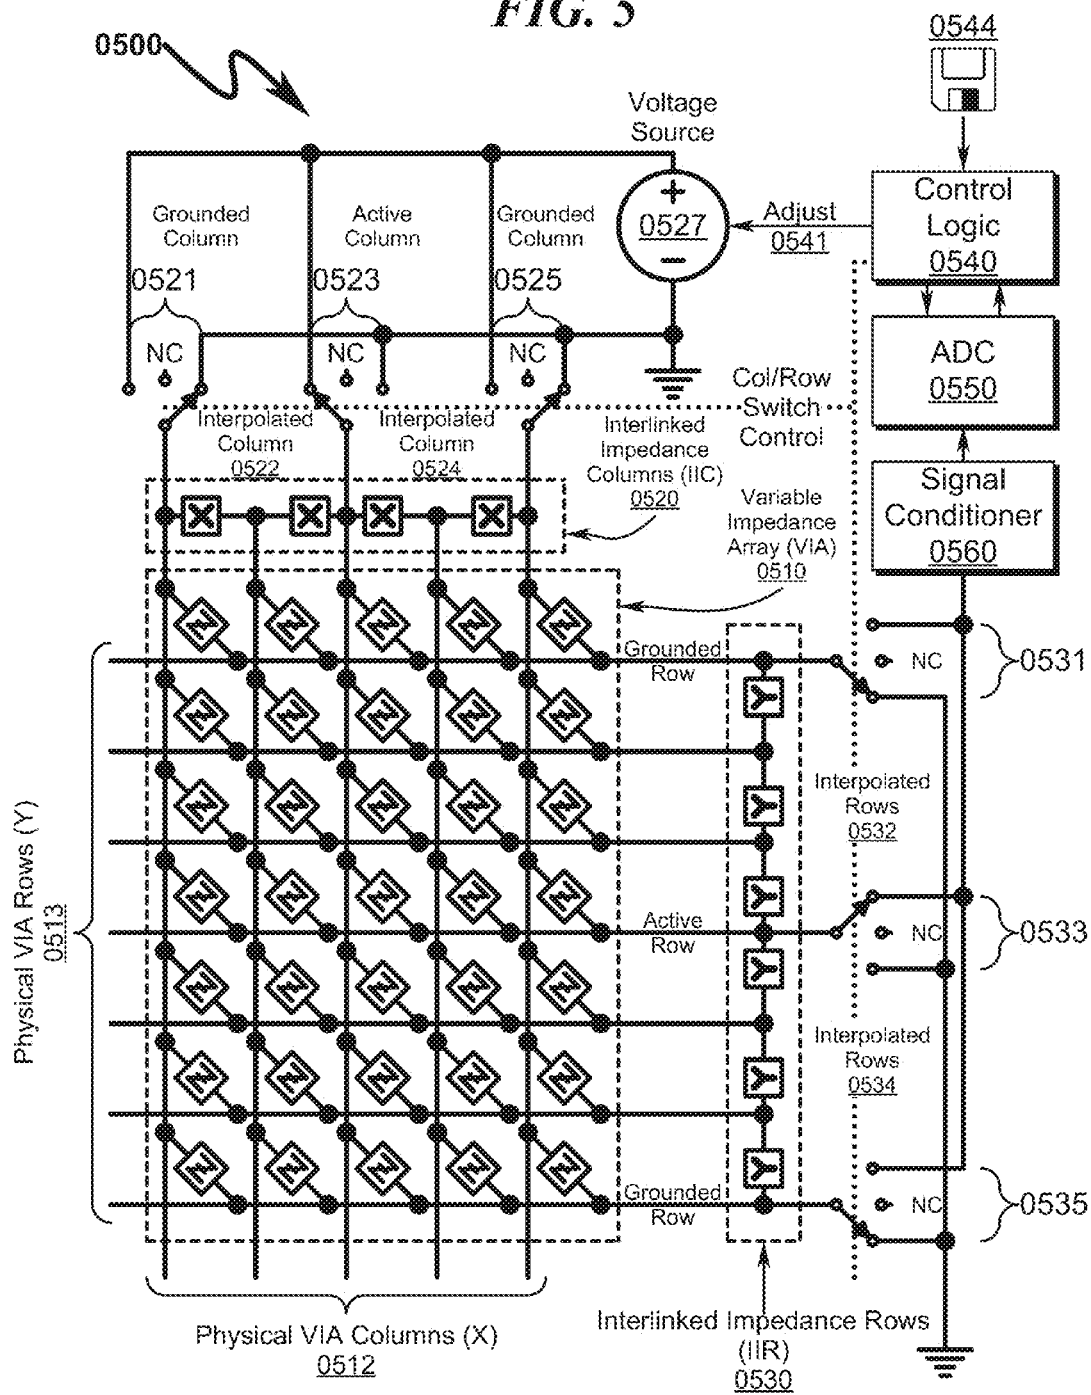 FIG. 5
0500
0544
Voltage
Source
Control
Logic
0540
Grounded
Column
Active
Column
Grounded
Column
+
0527
−
Adjust
0541
0521
0523
0525
NC
NC
NC
ADC
0550
Col/Row
Switch
Control
Interpolated
Column
0522
Interpolated
Column
0524
Interlinked
Impedance
Columns (IIC)
0520
Signal
Conditioner
0560
Variable
Impedance
Array (VIA)
0510
X X X X
Z Z Z Z Z
Grounded
Row
NC
0531
Y
Z Z Z Z Z
Interpolated
Rows
0532
Y
Z Z Z Z Z
Y
Z Z Z Z Z
Active
Row
NC
0533
Y
Z Z Z Z Z
Interpolated
Rows
0534
Y
Z Z Z Z Z
Y
Z Z Z Z Z
Grounded
Row
NC
0535
Physical VIA Rows (Y)
0513
Physical VIA Columns (X)
0512
Interlinked Impedance Rows
(IIR)
0530